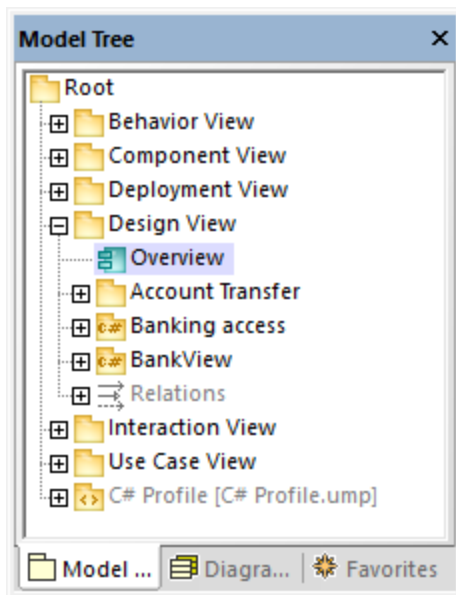 Model Tree
Root
Behavior View
Component View
Deployment View
Design View
Overview
Account Transfer
c# Banking access
c# BankView
Relations
Interaction View
Use Case View
C# Profile [C# Profile.ump]
Model ... Diagra... Favorites